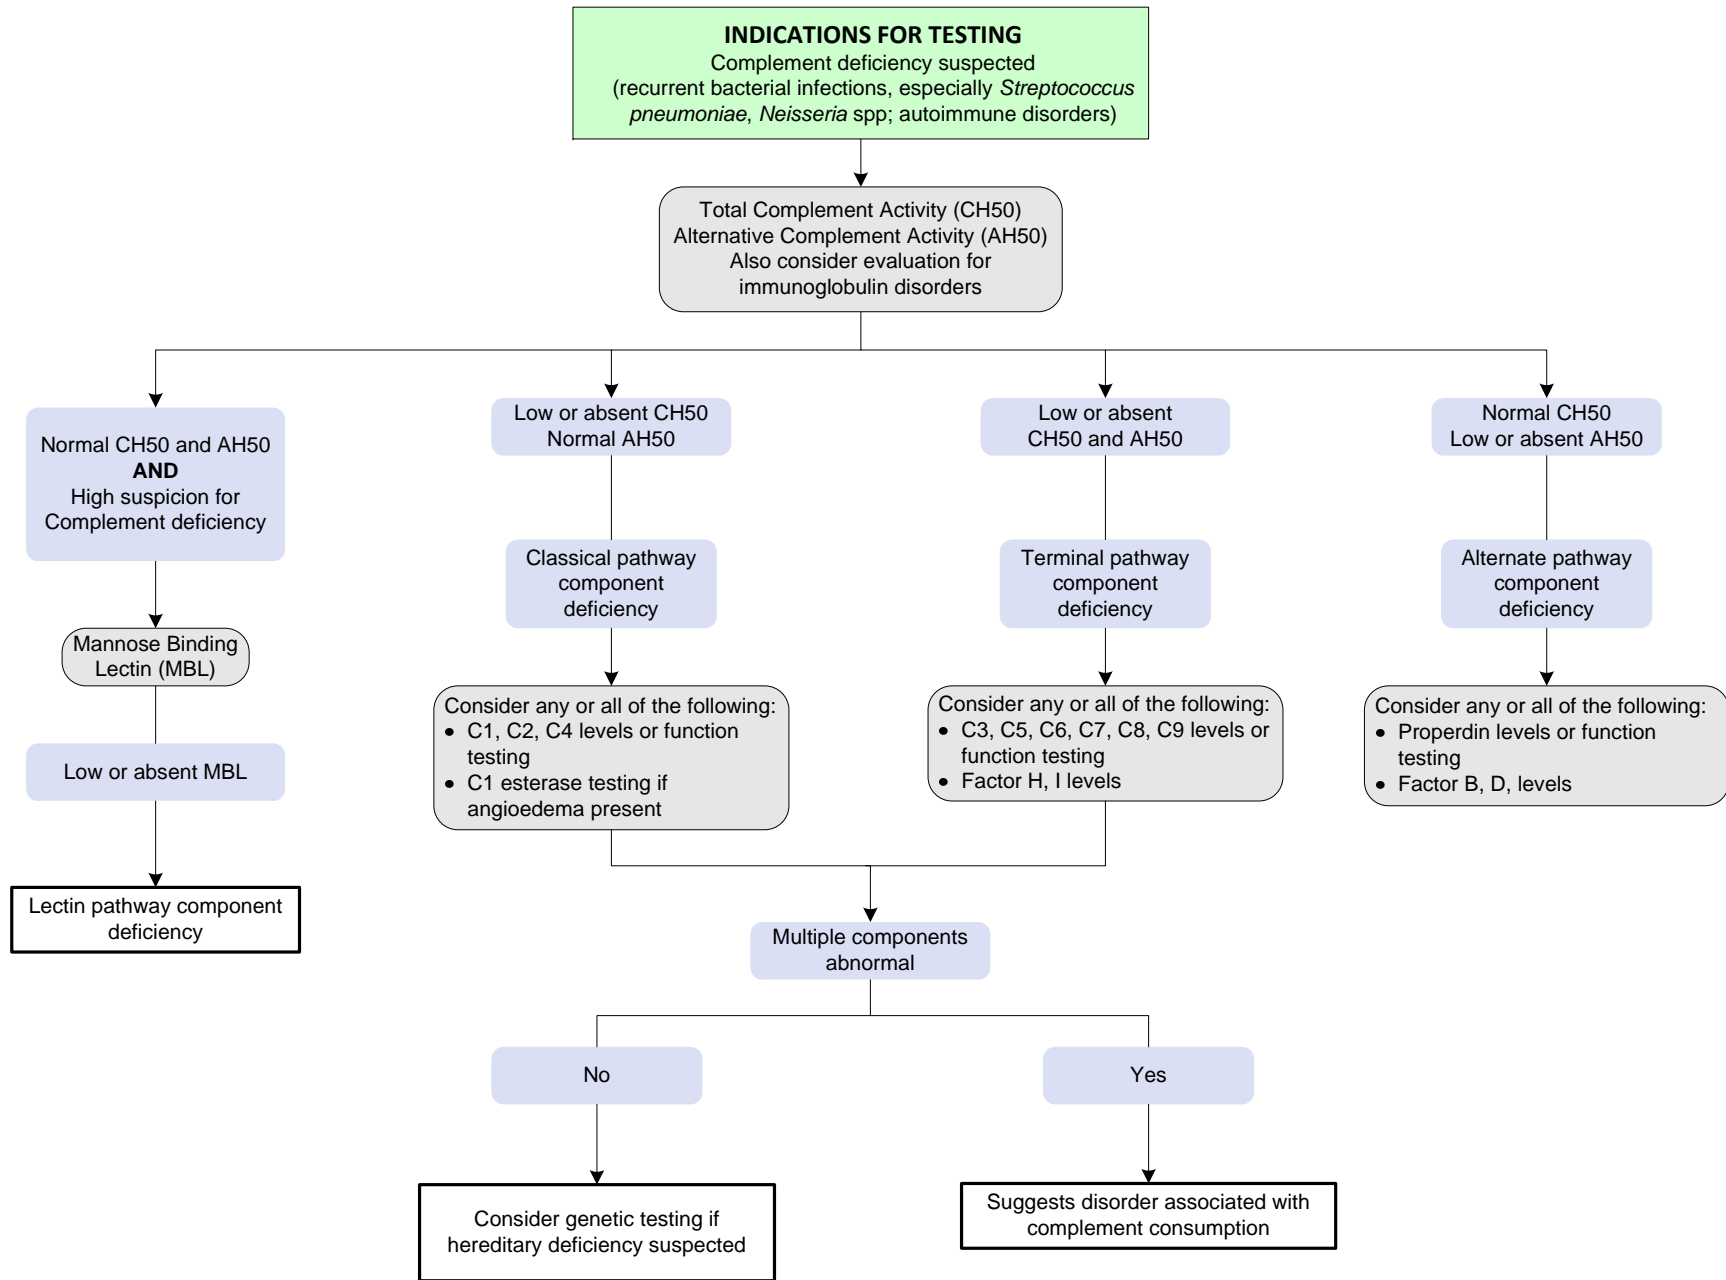 INDICATIONS FOR TESTING
Complement deficiency suspected
(recurrent bacterial infections, especially Streptococcus
pneumoniae, Neisseria spp; autoimmune disorders)
Total Complement Activity (CH50)
Alternative Complement Activity (AH50)
Also consider evaluation for
immunoglobulin disorders
Normal CH50 and AH50
AND
High suspicion for
Complement deficiency
Low or absent CH50
Normal AH50
Low or absent
CH50 and AH50
Normal CH50
Low or absent AH50
Classical pathway
component
deficiency
Terminal pathway
component
deficiency
Alternate pathway
component
deficiency
Mannose Binding
Lectin (MBL)
Consider any or all of the following:
• C1, C2, C4 levels or function
testing
• C1 esterase testing if
angioedema present
Consider any or all of the following:
• C3, C5, C6, C7, C8, C9 levels or
function testing
• Factor H, I levels
Consider any or all of the following:
• Properdin levels or function
testing
• Factor B, D, levels
Low or absent MBL
Lectin pathway component
deficiency
Multiple components
abnormal
No
Yes
Consider genetic testing if
hereditary deficiency suspected
Suggests disorder associated with
complement consumption